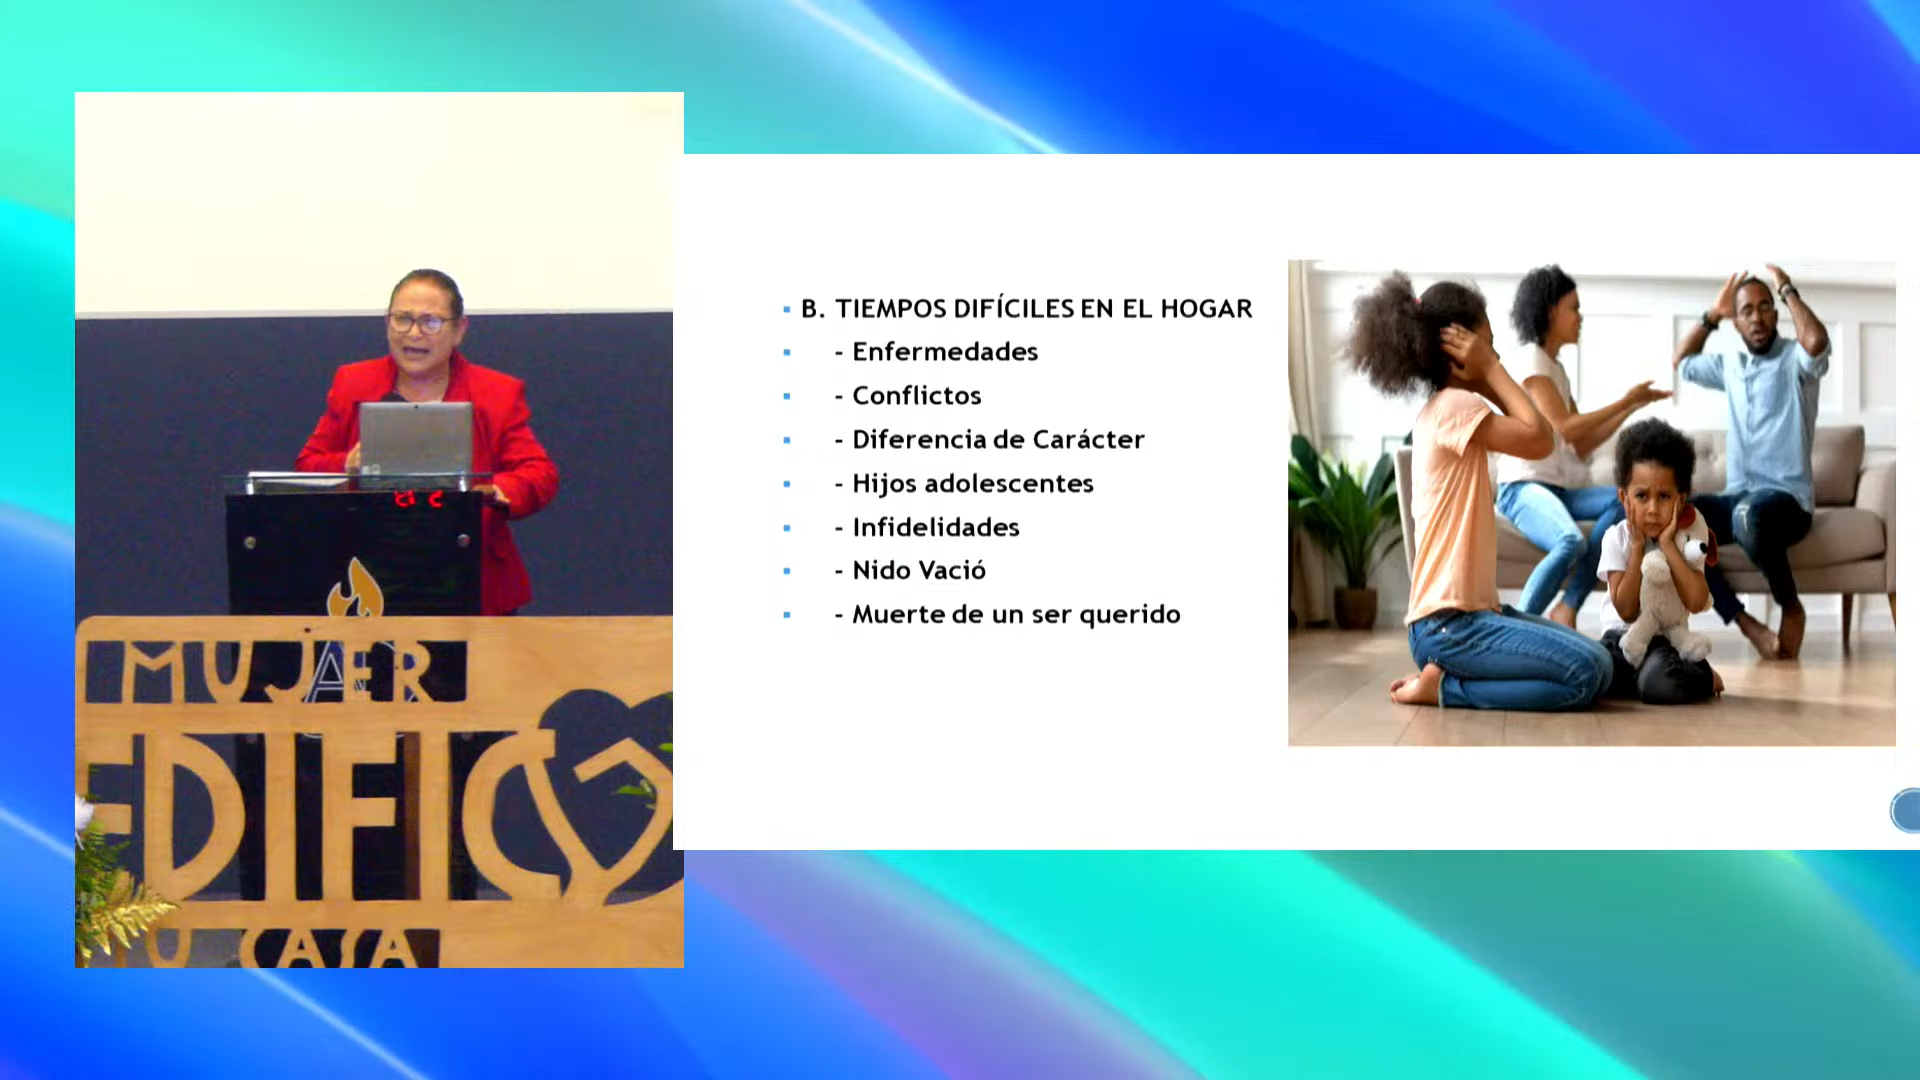 B. TIEMPOS DIFÍCILES EN EL HOGAR
- Enfermedades
- Conflictos
- Diferencia de Carácter
- Hijos adolescentes
- Infidelidades
- Nido Vació
- Muerte de un ser querido
MUJER
EDIFICA
TU CASA